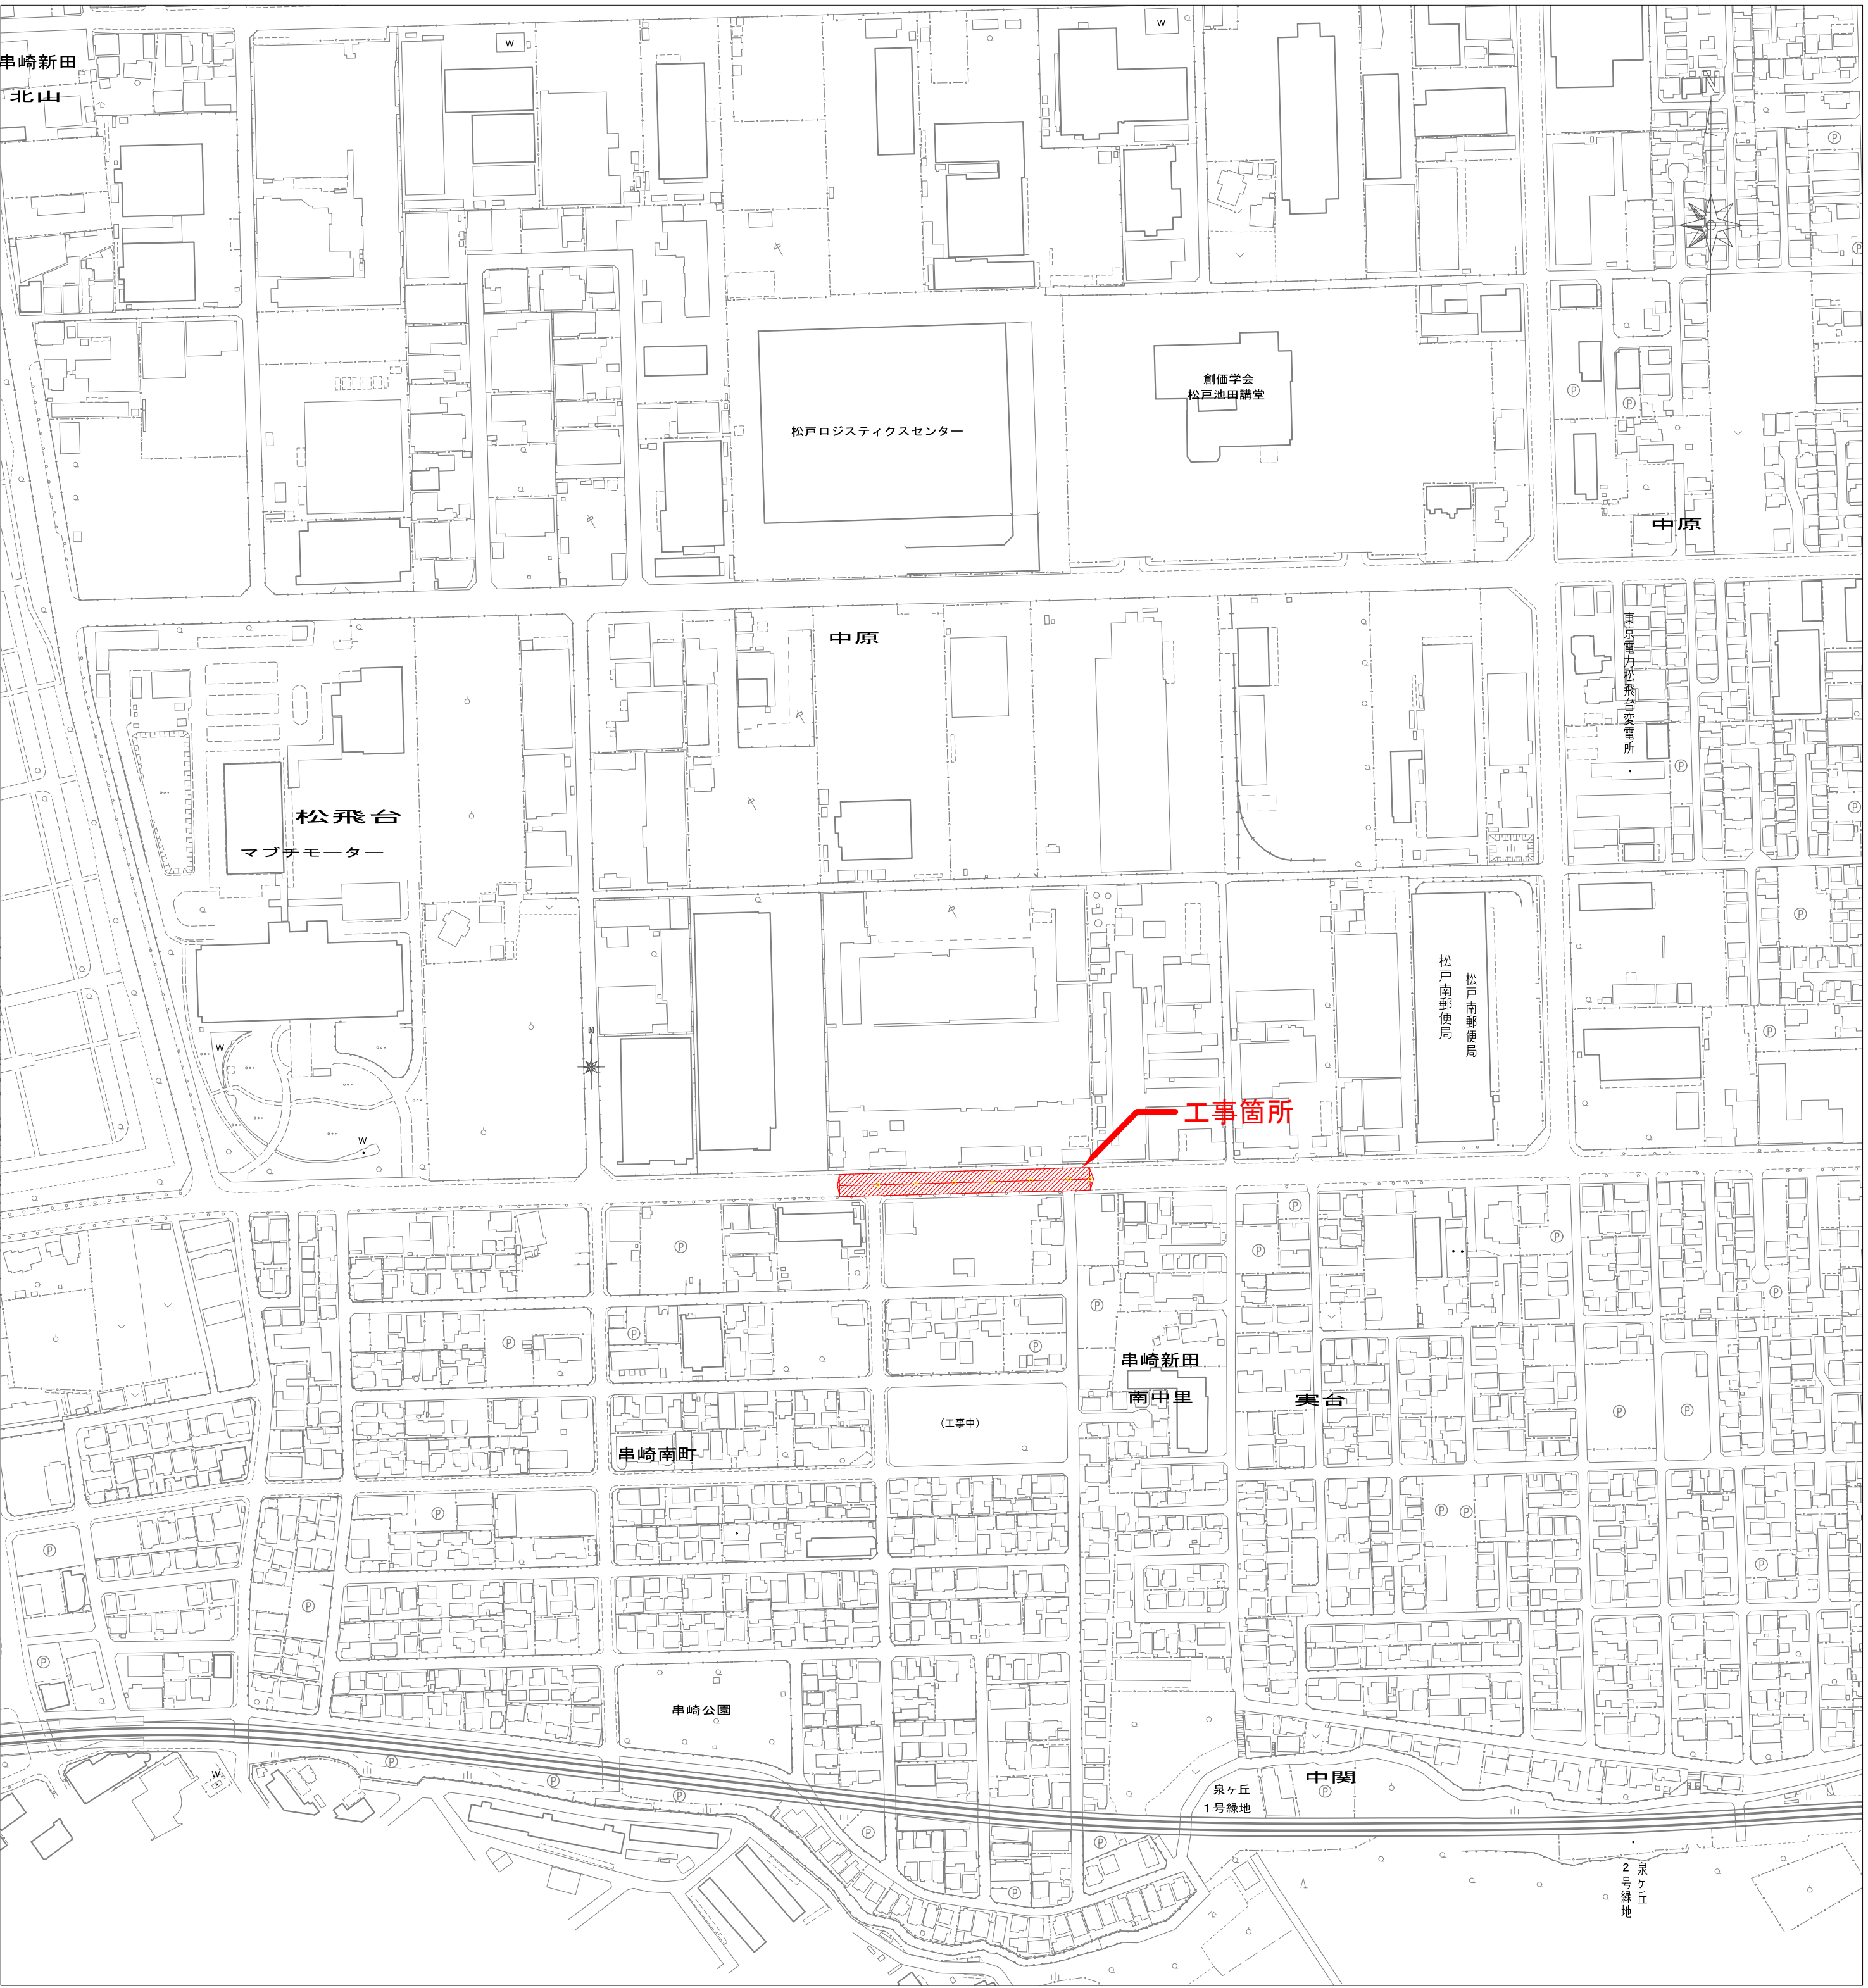 W
W
串崎新田
北山
N
P
P
創価学会
松戸池田講堂
P
P
松戸ロジスティクスセンター
中原
中原
東京電力松飛台変電所
P
P
松飛台
マブチモーター
P
松戸南郵便局
松戸南郵便局
P
N
W
工事箇所
W
P
P
P
P
P
P
P
P
P
串崎新田
南中里
実台
P
P
(工事中)
串崎南町
P
P
P
P
P
P
P
串崎公園
P
W
P
P
中関
泉ヶ丘
1号緑地
P
P
P
P
泉ヶ丘
2号緑地
P